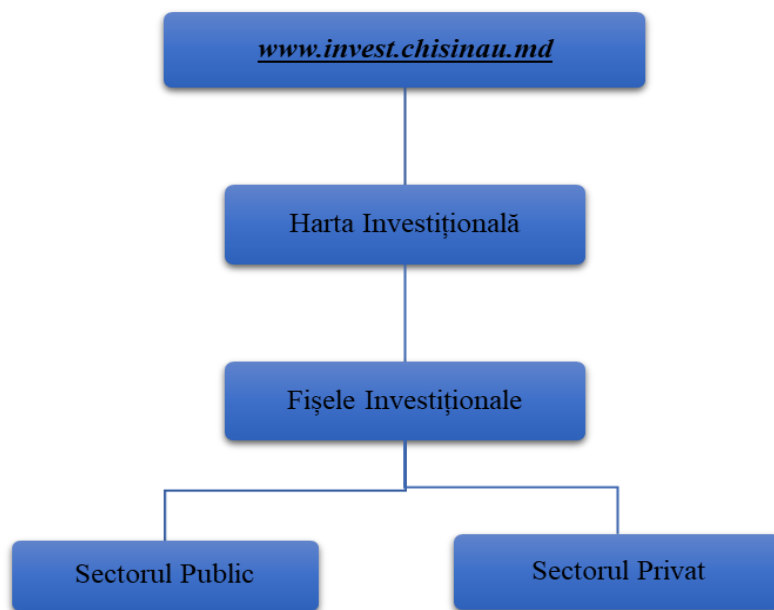 www.invest.chisinau.md
Harta Investițională
Fișele Investiționale
Sectorul Public
Sectorul Privat